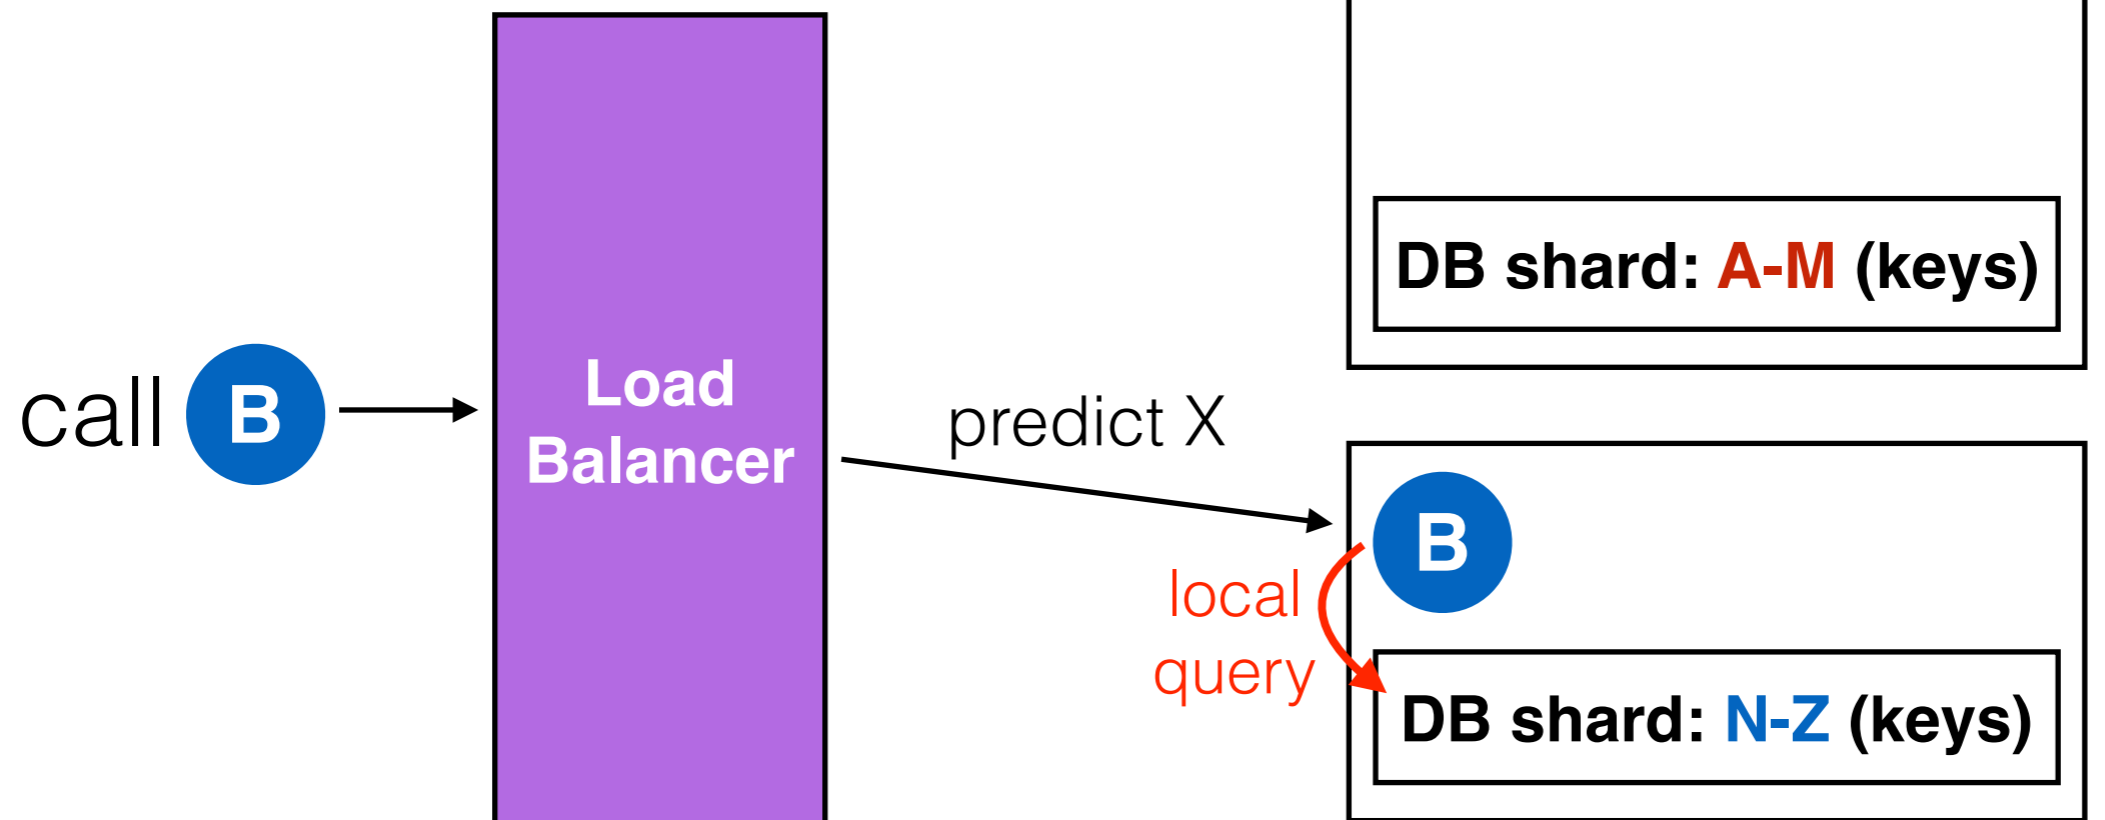 call B
Load
Balancer
predict X
DB shard: A-M (keys)
B
local
query
DB shard: N-Z (keys)